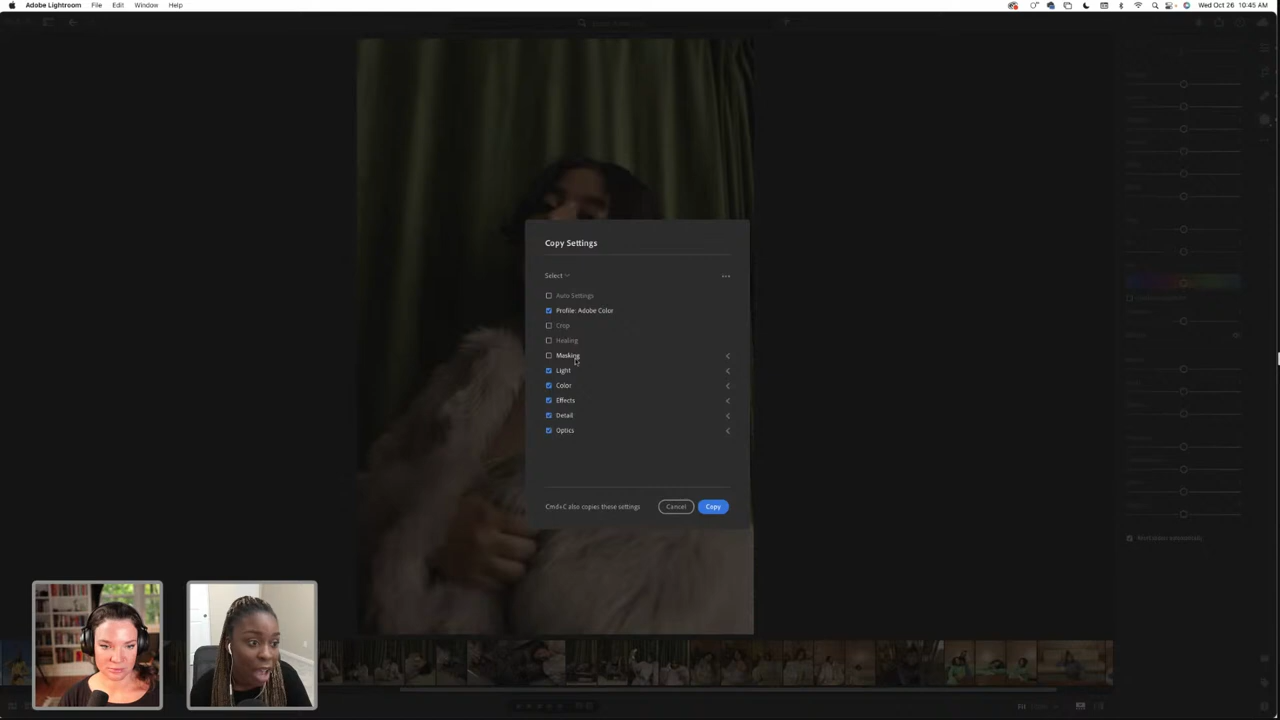 Adobe Lightroom File Edit Window Help
Wed Oct 26 10:45 AM
Copy Settings
Select
Auto Settings
Profile: Adobe Color
Crop
Healing
Masking
Light
Color
Effects
Detail
Optics
Cmd+C also copies these settings
Cancel
Copy